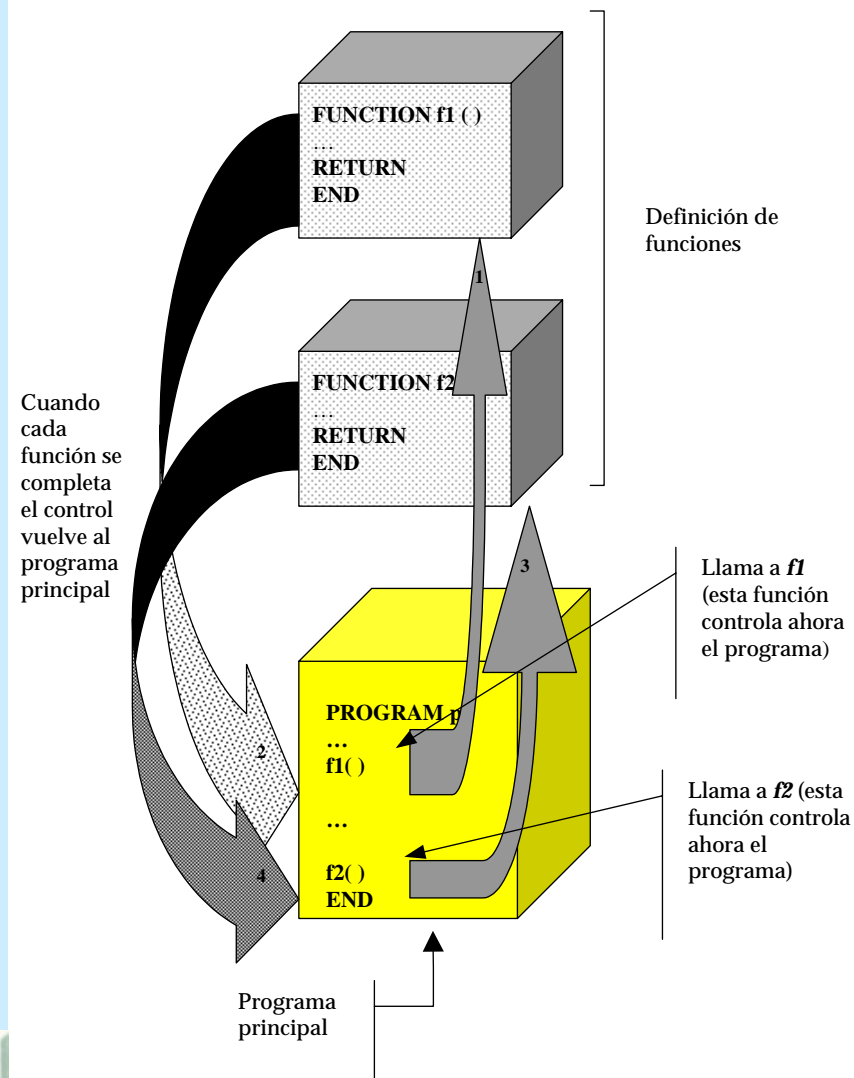 FUNCTION f1 ( )
…
RETURN
END
1
Definición de
funciones
FUNCTION f2
…
RETURN
END
Cuando
cada
función se
completa
el control
vuelve al
programa
principal
3
Llama a f1
(esta función
controla ahora
el programa)
PROGRAM p
…
f1( )
2
…
Llama a f2 (esta
función controla
ahora el
programa)
f2( )
END
4
Programa
principal